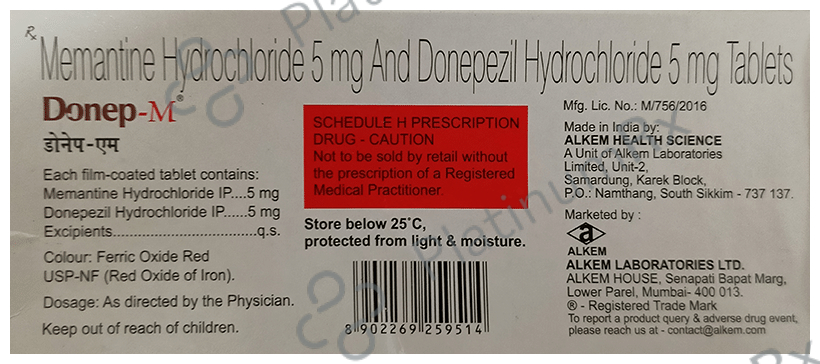 Rx
Memantine Hydrochloride 5 mg And Donepezil Hydrochloride 5 mg Tablets
Donep-M®
डोनेप-एम
Each film-coated tablet contains:
Memantine Hydrochloride IP....5 mg
Donepezil Hydrochloride IP.....5 mg
Excipients................................q.s.
Colour: Ferric Oxide Red
USP-NF (Red Oxide of Iron).
Dosage: As directed by the Physician.
Keep out of reach of children.
SCHEDULE H PRESCRIPTION
DRUG - CAUTION
Not to be sold by retail without
the prescription of a Registered
Medical Practitioner.
Store below 25°C,
protected from light & moisture.
8 902269 259514
Mfg. Lic. No.: M/756/2016
Made in India by:
ALKEM HEALTH SCIENCE
A Unit of Alkem Laboratories
Limited, Unit-2,
Samardung, Karek Block,
P.O.: Namthang, South Sikkim - 737 137.
Marketed by :
a
ALKEM
ALKEM LABORATORIES LTD.
ALKEM HOUSE, Senapati Bapat Marg,
Lower Parel, Mumbai- 400 013.
® - Registered Trade Mark
To report a product query & adverse drug event,
please reach us at - contact@alkem.com
Platinum Rx